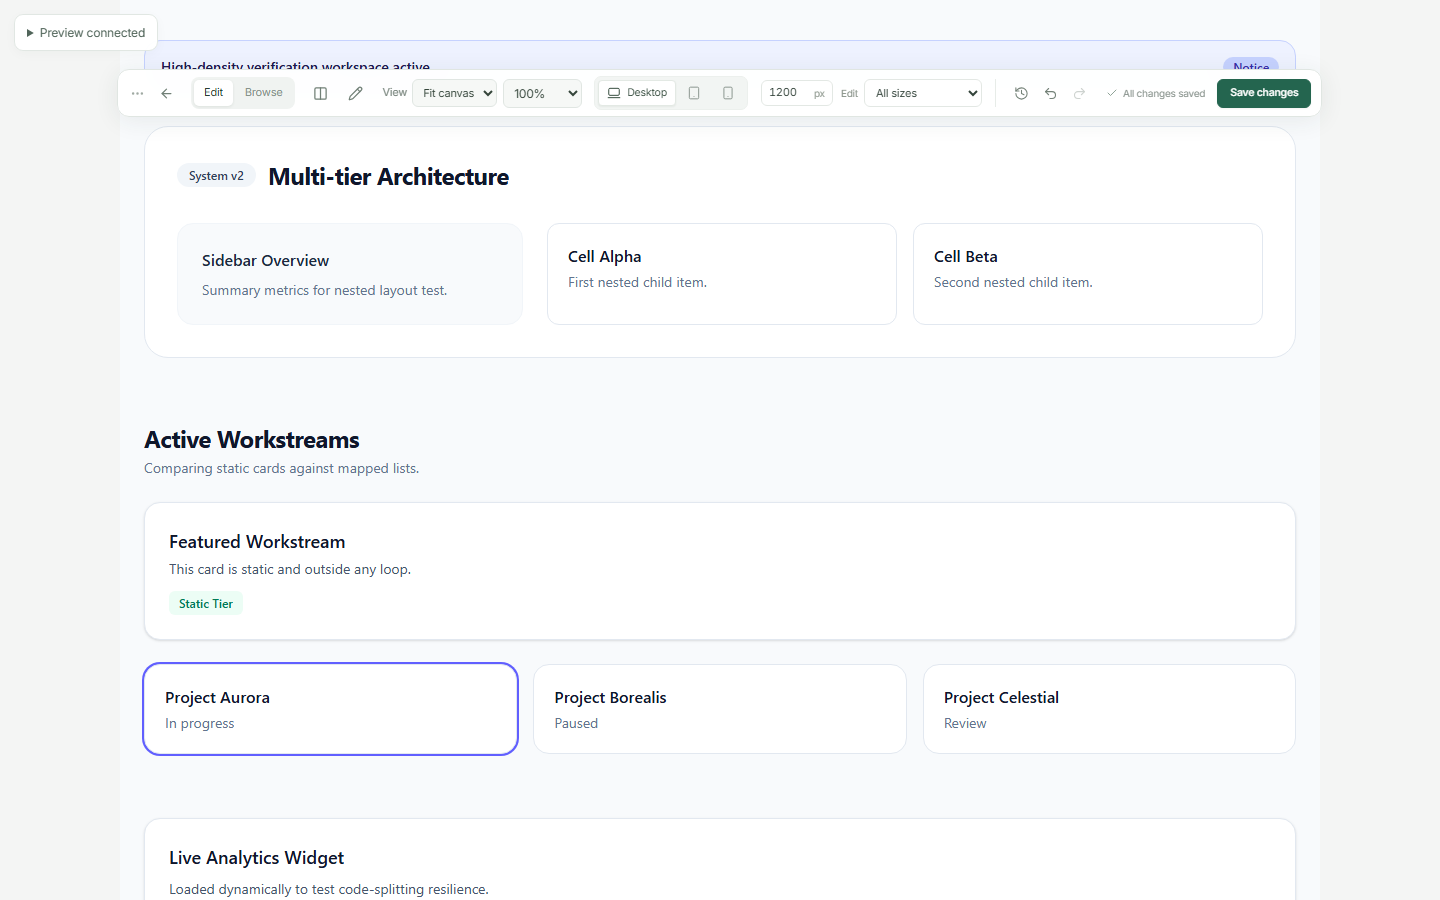 Preview connected
High-density verification workspace active
Notice
Edit
Browse
View
Fit canvas
100%
Desktop
1200 px
Edit
All sizes
All changes saved
Save changes
System v2
Multi-tier Architecture
Sidebar Overview
Summary metrics for nested layout test.
Cell Alpha
First nested child item.
Cell Beta
Second nested child item.
Active Workstreams
Comparing static cards against mapped lists.
Featured Workstream
This card is static and outside any loop.
Static Tier
Project Aurora
In progress
Project Borealis
Paused
Project Celestial
Review
Live Analytics Widget
Loaded dynamically to test code-splitting resilience.